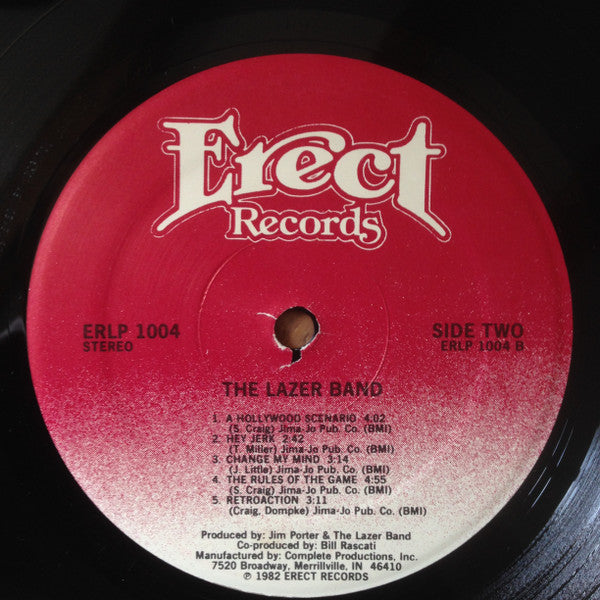 Erect
Records
ERLP 1004
STEREO
SIDE TWO
ERLP 1004 B
THE LAZER BAND
1. A HOLLYWOOD SCENARIO 4:02
(S. Craig) Jima-Jo Pub. Co. (BMI)
2. HEY JERK 2:42
(T. Miller) Jima-Jo Pub. Co. (BMI)
3. CHANGE MY MIND 3:14
(J. Little) Jima-Jo Pub. Co. (BMI)
4. THE RULES OF THE GAME 4:55
(S. Craig) Jima-Jo Pub. Co. (BMI)
5. RETROACTION 3:11
(Craig, Dompke) Jima-Jo Pub. Co. (BMI)
Produced by: Jim Porter & The Lazer Band
Co-produced by: Bill Rascati
Manufactured by: Complete Productions, Inc.
7520 Broadway, Merrillville, IN 46410
℗ 1982 ERECT RECORDS